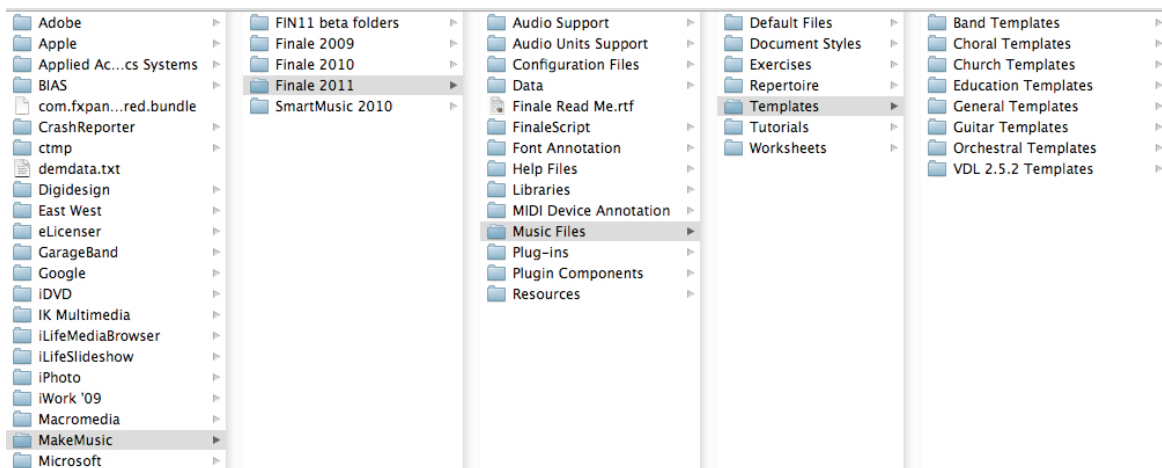 Adobe
Apple
Applied Ac...cs Systems
BIAS
com.fxpan...red.bundle
CrashReporter
ctmp
demdata.txt
Digidesign
East West
eLicenser
GarageBand
Google
iDVD
IK Multimedia
iLifeMediaBrowser
iLifeSlideshow
iPhoto
iWork '09
Macromedia
MakeMusic
Microsoft
FIN11 beta folders
Finale 2009
Finale 2010
Finale 2011
SmartMusic 2010
Audio Support
Audio Units Support
Configuration Files
Data
Finale Read Me.rtf
FinaleScript
Font Annotation
Help Files
Libraries
MIDI Device Annotation
Music Files
Plug-ins
Plugin Components
Resources
Default Files
Document Styles
Exercises
Repertoire
Templates
Tutorials
Worksheets
Band Templates
Choral Templates
Church Templates
Education Templates
General Templates
Guitar Templates
Orchestral Templates
VDL 2.5.2 Templates